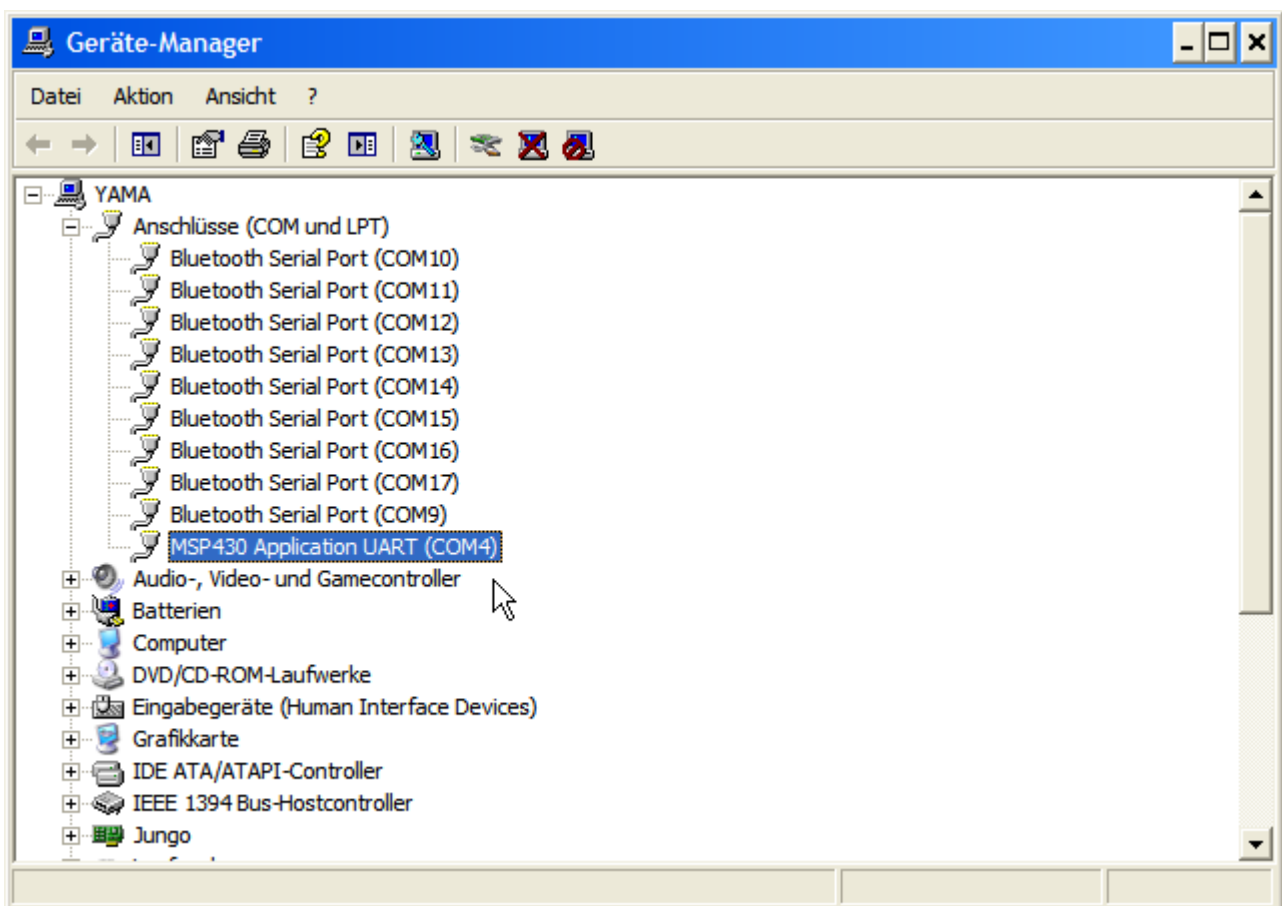 Geräte-Manager
Datei Aktion Ansicht ?
YAMA
Anschlüsse (COM und LPT)
Bluetooth Serial Port (COM10)
Bluetooth Serial Port (COM11)
Bluetooth Serial Port (COM12)
Bluetooth Serial Port (COM13)
Bluetooth Serial Port (COM14)
Bluetooth Serial Port (COM15)
Bluetooth Serial Port (COM16)
Bluetooth Serial Port (COM17)
Bluetooth Serial Port (COM9)
MSP430 Application UART (COM4)
Audio-, Video- und Gamecontroller
Batterien
Computer
DVD/CD-ROM-Laufwerke
Eingabegeräte (Human Interface Devices)
Grafikkarte
IDE ATA/ATAPI-Controller
IEEE 1394 Bus-Hostcontroller
Jungo